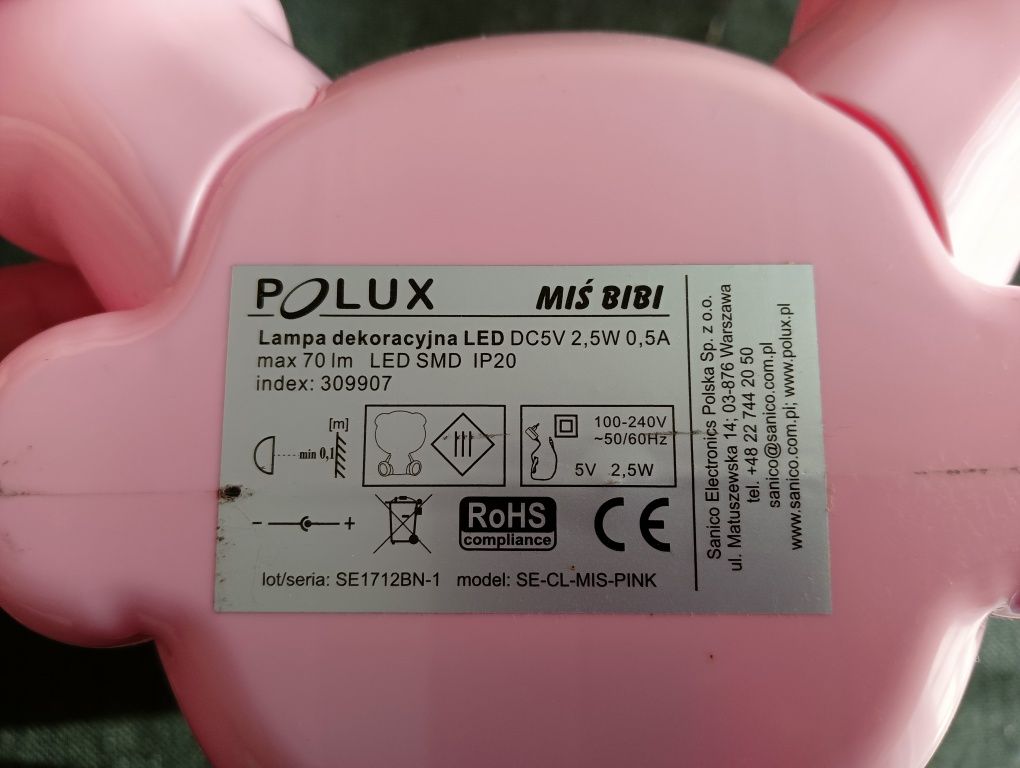 POLUX
MIŚ BIBI
Lampa dekoracyjna LED DC5V 2,5W 0,5A
max 70 lm LED SMD IP20
index: 309907
[m]
min 0,1
100-240V
~50/60Hz
5V 2,5W
- +
RoHS
compliance
CE
lot/seria: SE1712BN-1 model: SE-CL-MIS-PINK
Sanico Electronics Polska Sp. z o.o.
ul. Matuszewska 14; 03-876 Warszawa
tel. +48 22 744 20 50
sanico@sanico.com.pl
www.sanico.com.pl; www.polux.pl